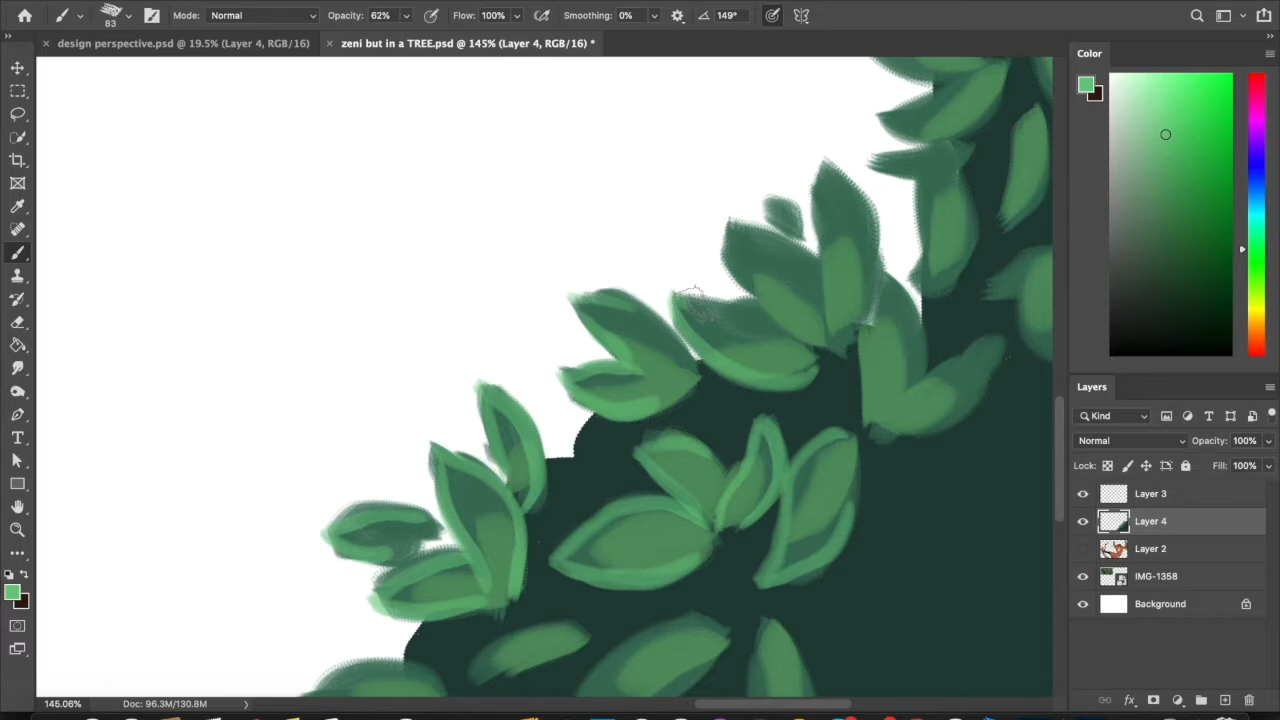 83
Mode: Normal
Opacity: 62%
Flow: 100%
Smoothing: 0%
149°
design perspective.psd @ 19.5% (Layer 4, RGB/16)
zeni but in a TREE.psd @ 145% (Layer 4, RGB/16) *
Color
Layers
Kind
Normal
Opacity: 100%
Lock:
Fill: 100%
Layer 3
Layer 4
Layer 2
IMG-1358
Background
145.06%
Doc: 96.3M/130.8M